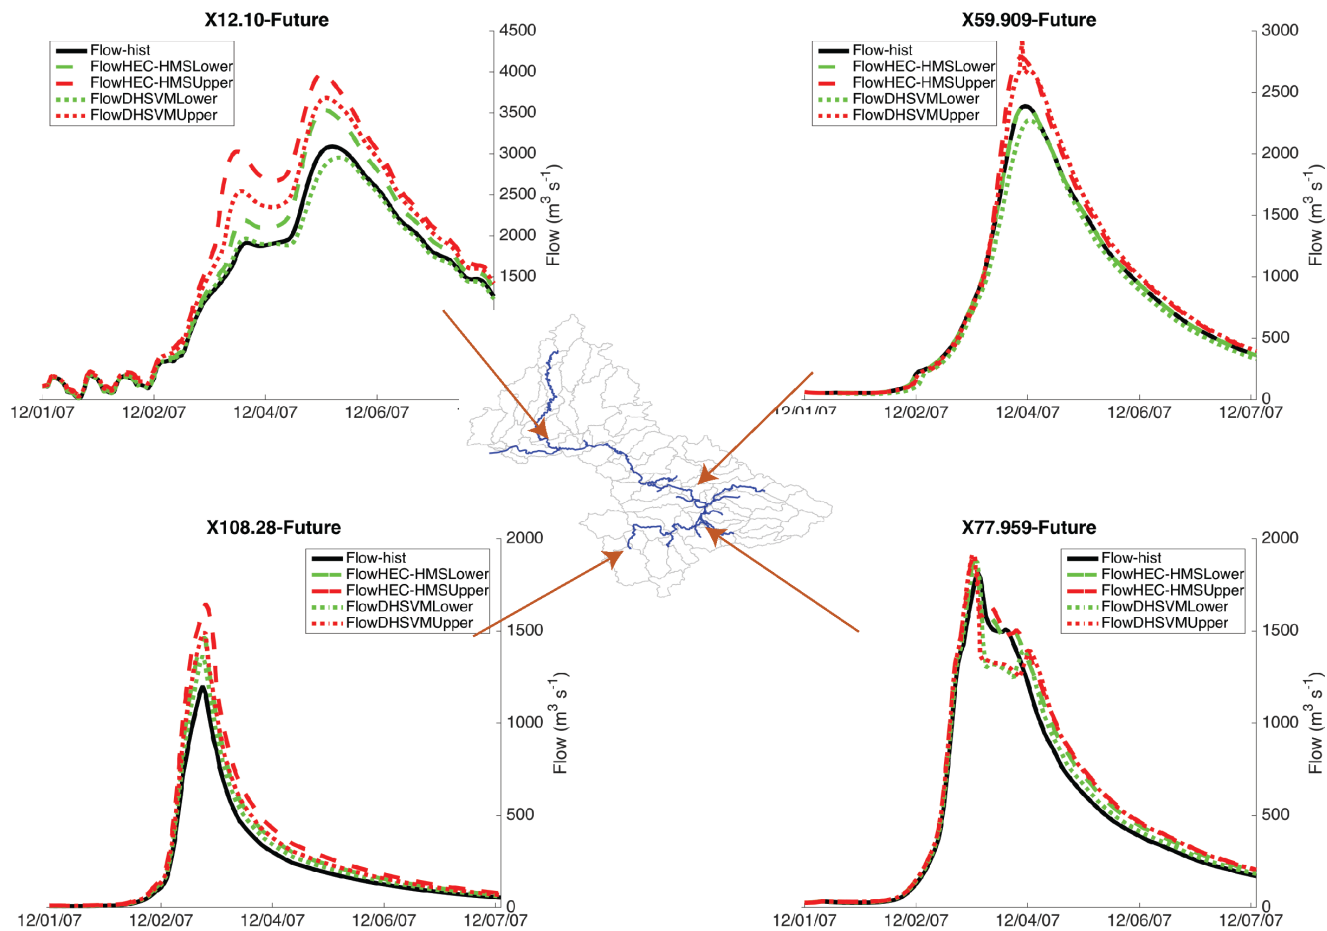 X12.10-Future
Flow-hist
FlowHEC-HMSLower
FlowHEC-HMSUpper
FlowDHSVMLower
FlowDHSVMUpper
4500
4000
3500
3000
2500
2000
1500
Flow (m³ s⁻¹)
12/01/07 12/02/07 12/04/07 12/06/07
X59.909-Future
Flow-hist
FlowHEC-HMSLower
FlowHEC-HMSUpper
FlowDHSVMLower
FlowDHSVMUpper
3000
2500
2000
1500
1000
500
0
Flow (m³ s⁻¹)
12/01/07 12/02/07 12/04/07 12/06/07 12/07/07
X108.28-Future
Flow-hist
FlowHEC-HMSLower
FlowHEC-HMSUpper
FlowDHSVMLower
FlowDHSVMUpper
2000
1500
1000
500
0
Flow (m³ s⁻¹)
12/01/07 12/02/07 12/04/07 12/06/07 12/07/07
X77.959-Future
Flow-hist
FlowHEC-HMSLower
FlowHEC-HMSUpper
FlowDHSVMLower
FlowDHSVMUpper
2000
1500
1000
500
0
Flow (m³ s⁻¹)
12/01/07 12/02/07 12/04/07 12/06/07 12/07/07